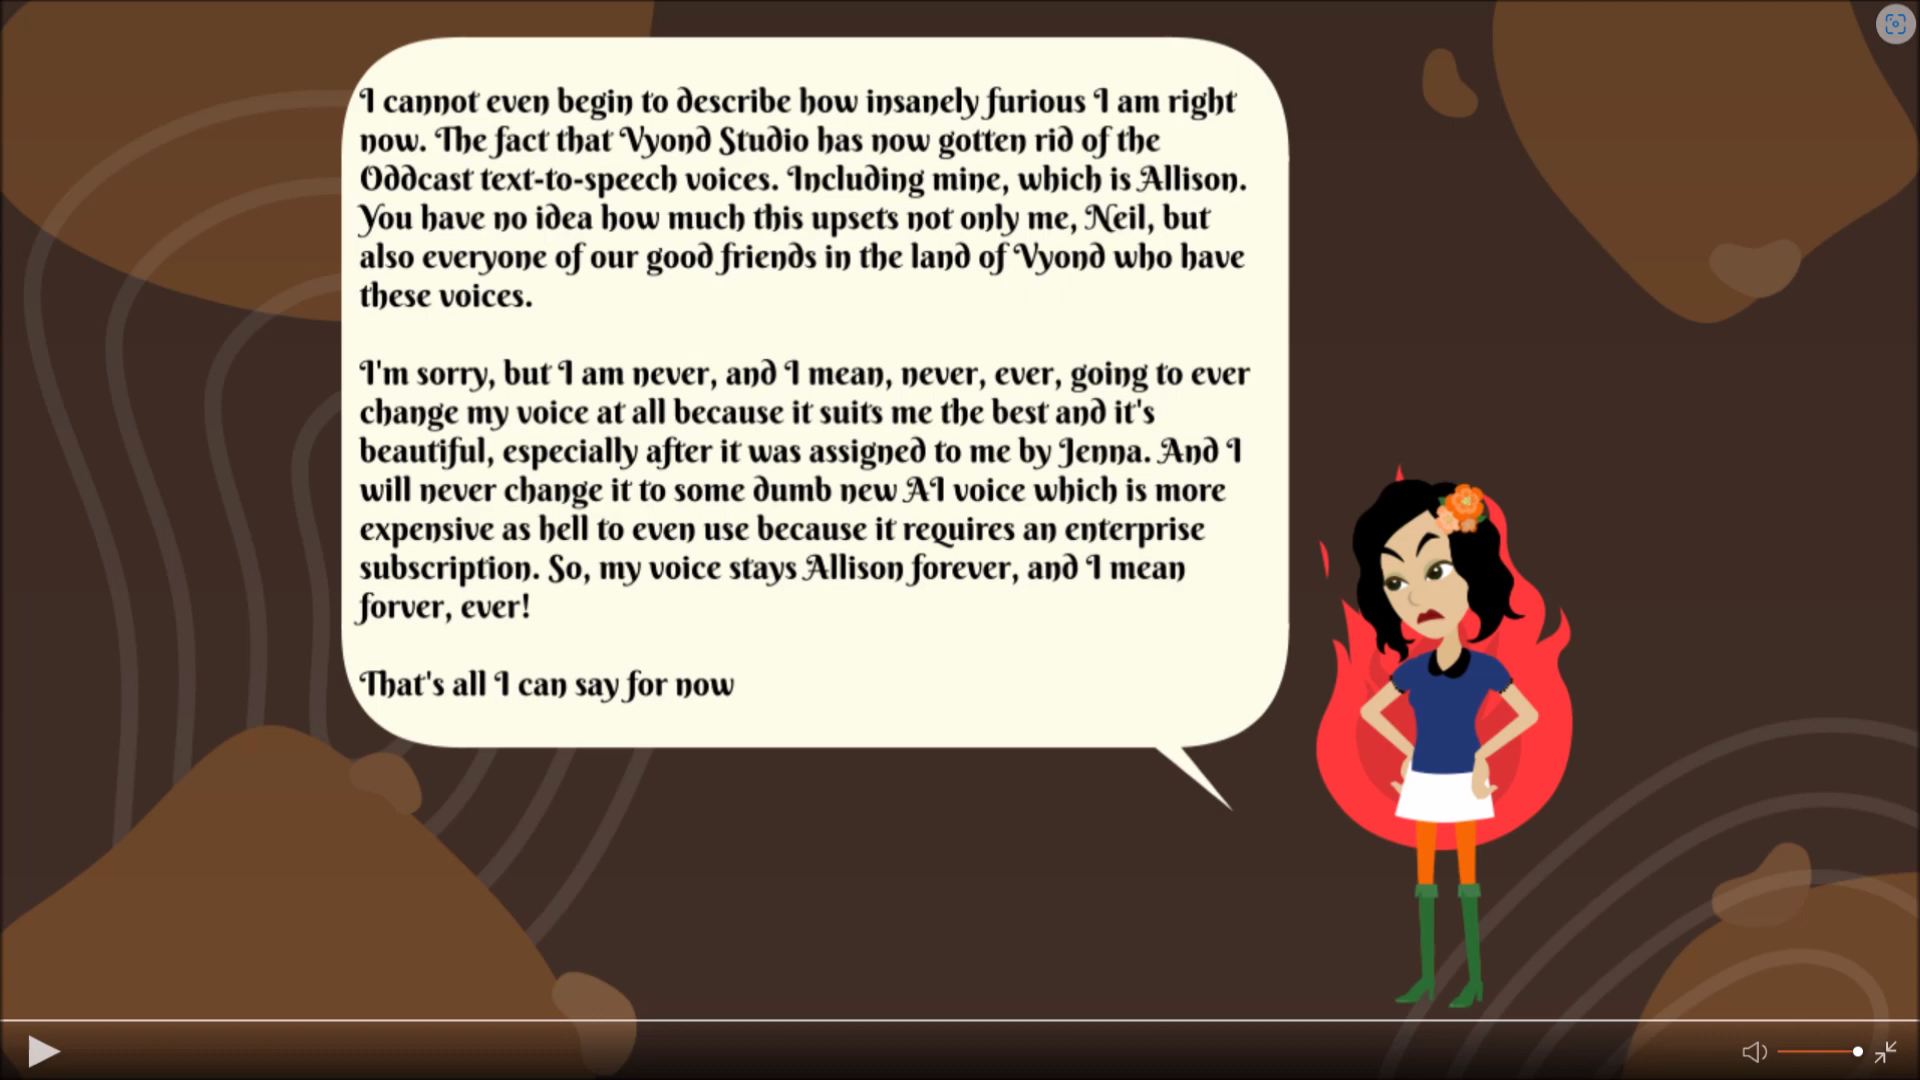 I cannot even begin to describe how insanely furious I am right
now. The fact that Vyond Studio has now gotten rid of the
Oddcast text-to-speech voices. Including mine, which is Allison.
You have no idea how much this upsets not only me, Neil, but
also everyone of our good friends in the land of Vyond who have
these voices.
I'm sorry, but I am never, and I mean, never, ever, going to ever
change my voice at all because it suits me the best and it's
beautiful, especially after it was assigned to me by Jenna. And I
will never change it to some dumb new AI voice which is more
expensive as hell to even use because it requires an enterprise
subscription. So, my voice stays Allison forever, and I mean
forver, ever!
That's all I can say for now